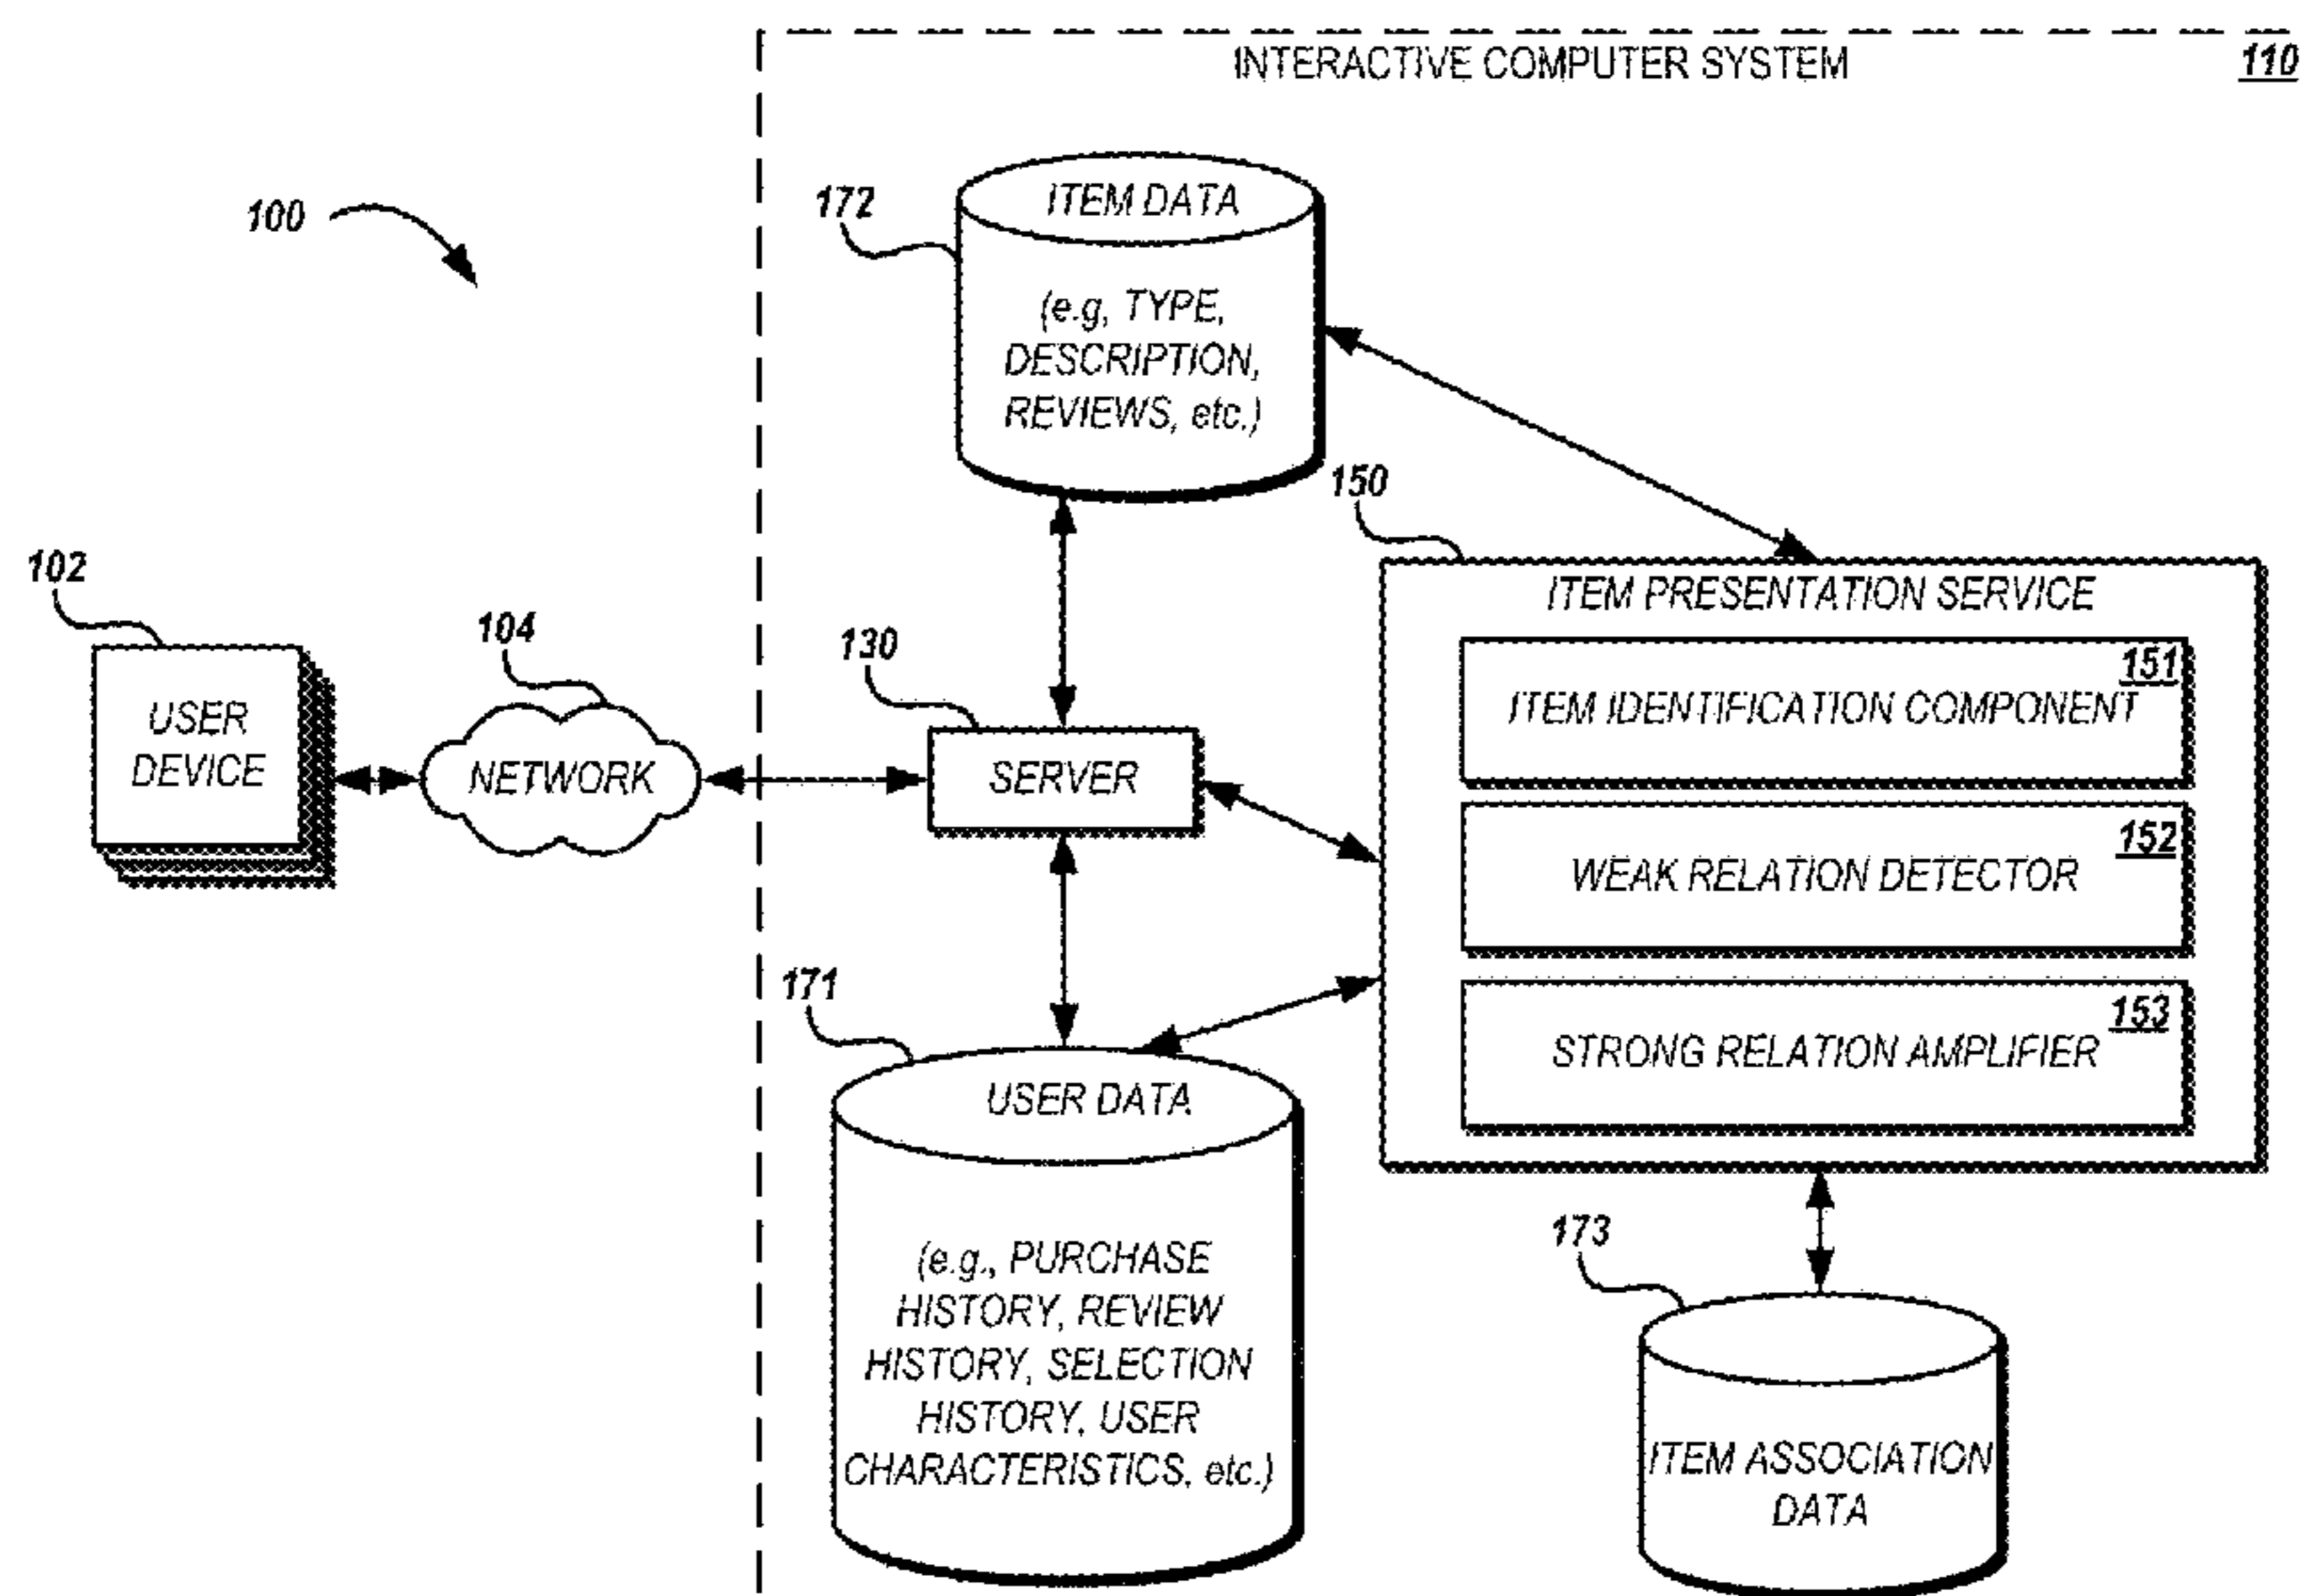 INTERACTIVE COMPUTER SYSTEM
110
100
172
ITEM DATA
(e.g, TYPE,
DESCRIPTION,
REVIEWS, etc.)
150
ITEM PRESENTATION SERVICE
151
ITEM IDENTIFICATION COMPONENT
152
WEAK RELATION DETECTOR
153
STRONG RELATION AMPLIFIER
102
USER
DEVICE
104
NETWORK
130
SERVER
171
USER DATA
(e.g., PURCHASE
HISTORY, REVIEW
HISTORY, SELECTION
HISTORY, USER
CHARACTERISTICS, etc.)
173
ITEM ASSOCIATION
DATA